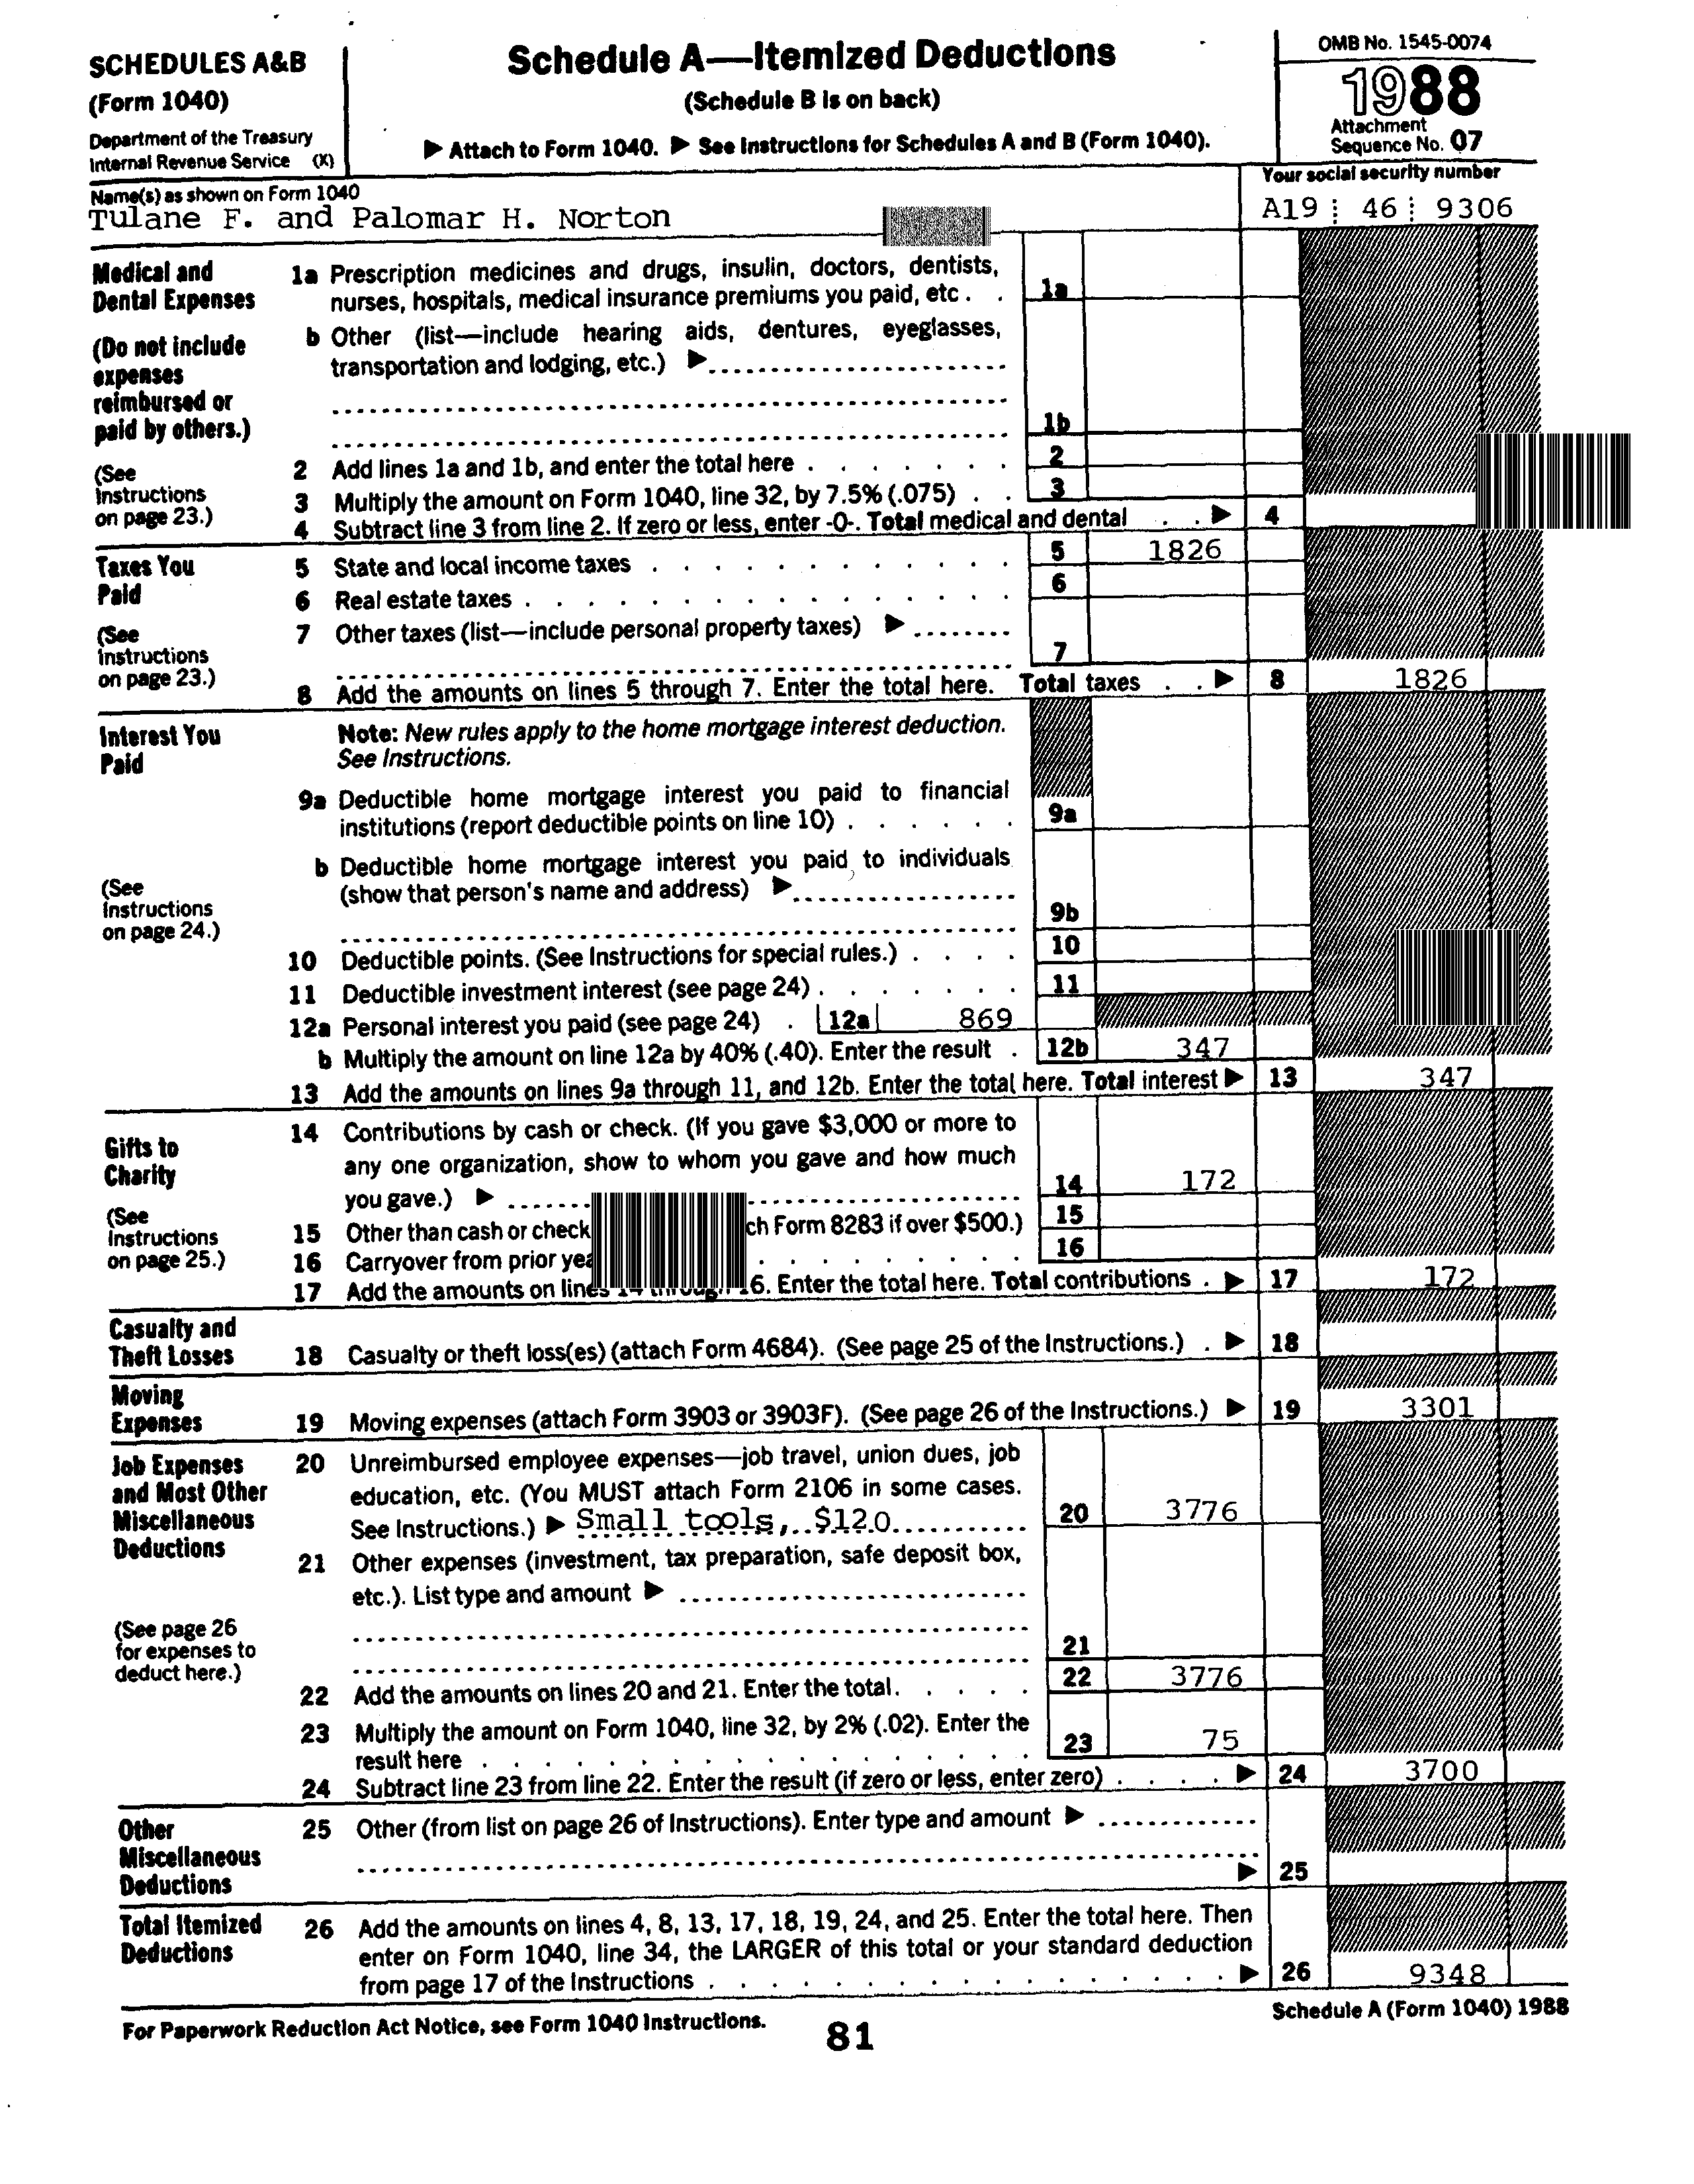 SCHEDULES A&B
(Form 1040)
Department of the Treasury
Internal Revenue Service (X)
Schedule A—Itemized Deductions
(Schedule B is on back)
▶ Attach to Form 1040. ▶ See Instructions for Schedules A and B (Form 1040).
OMB No. 1545-0074
1988
Attachment
Sequence No. 07
Name(s) as shown on Form 1040
Tulane F. and Palomar H. Norton
Your social security number
A19 46 9306
Medical and
Dental Expenses
(Do not include
expenses
reimbursed or
paid by others.)
(See
Instructions
on page 23.)
1a Prescription medicines and drugs, insulin, doctors, dentists,
nurses, hospitals, medical insurance premiums you paid, etc . . 1a
b Other (list—include hearing aids, dentures, eyeglasses,
transportation and lodging, etc.) ▶
1b
2 Add lines 1a and 1b, and enter the total here . . . . . . . 2
3 Multiply the amount on Form 1040, line 32, by 7.5% (.075) . . 3
4 Subtract line 3 from line 2. If zero or less, enter -0-. Total medical and dental . . ▶ 4
Taxes You
Paid
(See
Instructions
on page 23.)
5 State and local income taxes . . . . . . . . . . . . 5 1826
6 Real estate taxes . . . . . . . . . . . . . . . . 6
7 Other taxes (list—include personal property taxes) ▶
7
8 Add the amounts on lines 5 through 7. Enter the total here. Total taxes . . ▶ 8 1826
Interest You
Paid
(See
Instructions
on page 24.)
Note: New rules apply to the home mortgage interest deduction.
See Instructions.
9a Deductible home mortgage interest you paid to financial
institutions (report deductible points on line 10) . . . . . . 9a
b Deductible home mortgage interest you paid to individuals
(show that person's name and address) ▶
9b
10 Deductible points. (See Instructions for special rules.) . . . . 10
11 Deductible investment interest (see page 24) . . . . . . . 11
12a Personal interest you paid (see page 24) . 12a 869
b Multiply the amount on line 12a by 40% (.40). Enter the result . 12b 347
13 Add the amounts on lines 9a through 11, and 12b. Enter the total here. Total interest ▶ 13 347
Gifts to
Charity
(See
Instructions
on page 25.)
14 Contributions by cash or check. (If you gave $3,000 or more to
any one organization, show to whom you gave and how much
you gave.) ▶ 14 172
15 Other than cash or check ch Form 8283 if over $500.) 15
16 Carryover from prior yea . . . . . . . . 16
17 Add the amounts on lines 14 through 16. Enter the total here. Total contributions . ▶ 17 172
Casualty and
Theft Losses
18 Casualty or theft loss(es) (attach Form 4684). (See page 25 of the Instructions.) . ▶ 18
Moving
Expenses
19 Moving expenses (attach Form 3903 or 3903F). (See page 26 of the Instructions.) ▶ 19 3301
Job Expenses
and Most Other
Miscellaneous
Deductions
(See page 26
for expenses to
deduct here.)
20 Unreimbursed employee expenses—job travel, union dues, job
education, etc. (You MUST attach Form 2106 in some cases.
See Instructions.) ▶ Small tools, $120 20 3776
21 Other expenses (investment, tax preparation, safe deposit box,
etc.). List type and amount ▶
21
22 Add the amounts on lines 20 and 21. Enter the total. . . . . 22 3776
23 Multiply the amount on Form 1040, line 32, by 2% (.02). Enter the
result here . . . . . . . . . . . . . . . . . 23 75
24 Subtract line 23 from line 22. Enter the result (if zero or less, enter zero) . . . . ▶ 24 3700
Other
Miscellaneous
Deductions
25 Other (from list on page 26 of Instructions). Enter type and amount ▶
▶ 25
Total Itemized
Deductions
26 Add the amounts on lines 4, 8, 13, 17, 18, 19, 24, and 25. Enter the total here. Then
enter on Form 1040, line 34, the LARGER of this total or your standard deduction
from page 17 of the Instructions . . . . . . . . . . . . . . . . ▶ 26 9348
For Paperwork Reduction Act Notice, see Form 1040 Instructions.
81
Schedule A (Form 1040) 1988